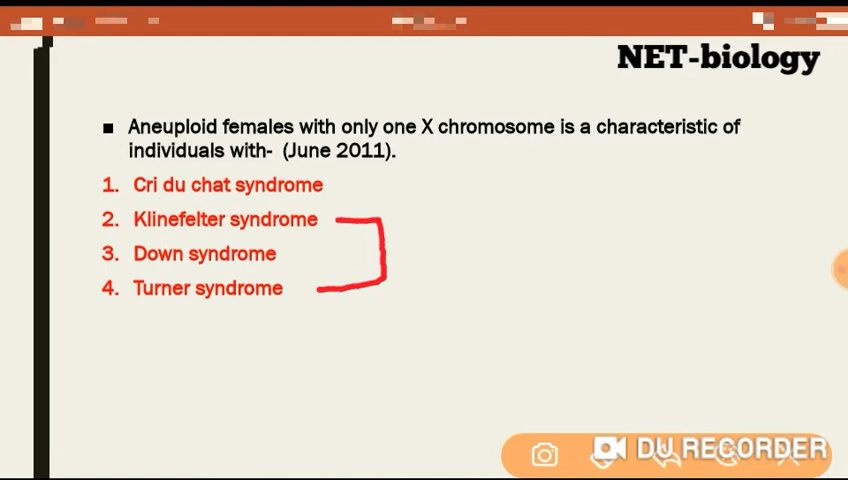 NET-biology
▪ Aneuploid females with only one X chromosome is a characteristic of
individuals with- (June 2011).
1. Cri du chat syndrome
2. Klinefelter syndrome
3. Down syndrome
4. Turner syndrome
DU RECORDER